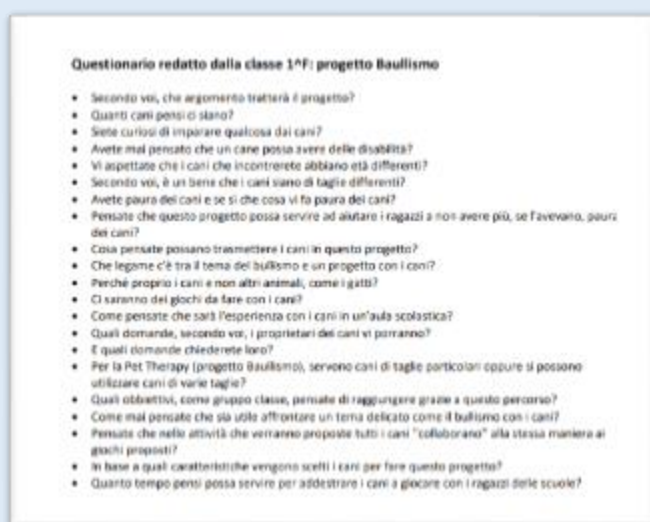 Questionario redatto dalla classe 1^F: progetto Baullismo
• Secondo voi, che argomento tratterà il progetto?
• Quanti cani pensi ci siano?
• Siete curiosi di imparare qualcosa dai cani?
• Avete mai pensato che un cane possa avere delle disabilità?
• Vi aspettate che i cani che incontrerete abbiano età differenti?
• Secondo voi, è un bene che i cani siano di taglie differenti?
• Avete paura dei cani e se sì che cosa vi fa paura dei cani?
• Pensate che questo progetto possa servire ad aiutare i ragazzi a non avere più, se l'avevano, paura
dei cani?
• Cosa pensate possano trasmettere i cani in questo progetto?
• Che legame c'è tra il tema del bullismo e un progetto con i cani?
• Perché proprio i cani e non altri animali, come i gatti?
• Ci saranno dei giochi da fare con i cani?
• Come pensate che sarà l'esperienza con i cani in un'aula scolastica?
• Quali domande, secondo voi, i proprietari dei cani vi porranno?
• E quali domande chiederete loro?
• Per la Pet Therapy (progetto Baullismo), servono cani di taglie particolari oppure si possono
utilizzare cani di varie taglie?
• Quali obbiettivi, come gruppo classe, pensate di raggiungere grazie a questo percorso?
• Come mai pensate che sia utile affrontare un tema delicato come il bullismo con i cani?
• Pensate che nelle attività che verranno proposte tutti i cani "collaborano" alla stessa maniera ai
giochi proposti?
• In base a quali caratteristiche vengono scelti i cani per fare questo progetto?
• Quanto tempo pensi possa servire per addestrare i cani a giocare con i ragazzi delle scuole?